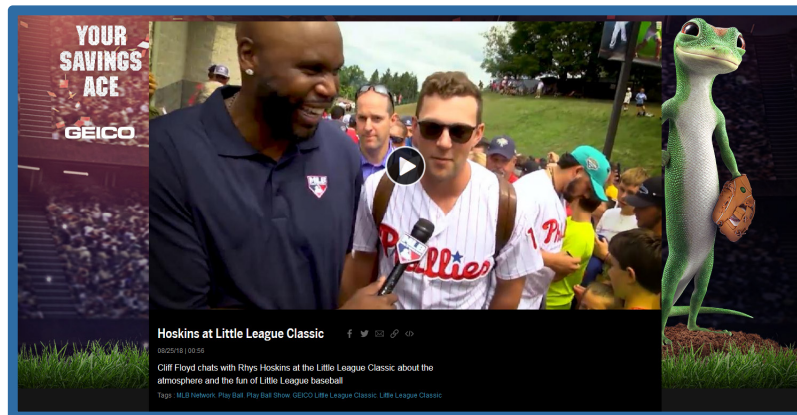 YOUR
SAVINGS
ACE
GEICO
MLB
Phillies
Hoskins at Little League Classic
08/25/18 | 00:56
Cliff Floyd chats with Rhys Hoskins at the Little League Classic about the
atmosphere and the fun of Little League baseball
Tags : MLB Network, Play Ball, Play Ball Show, GEICO Little League Classic, Little League Classic